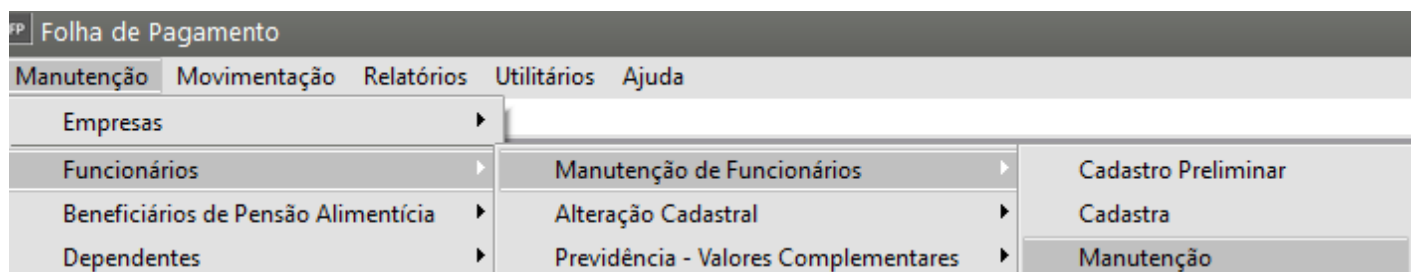 FP Folha de Pagamento
Manutenção Movimentação Relatórios Utilitários Ajuda
Empresas
Funcionários Manutenção de Funcionários Cadastro Preliminar
Beneficiários de Pensão Alimentícia Alteração Cadastral Cadastra
Dependentes Previdência - Valores Complementares Manutenção